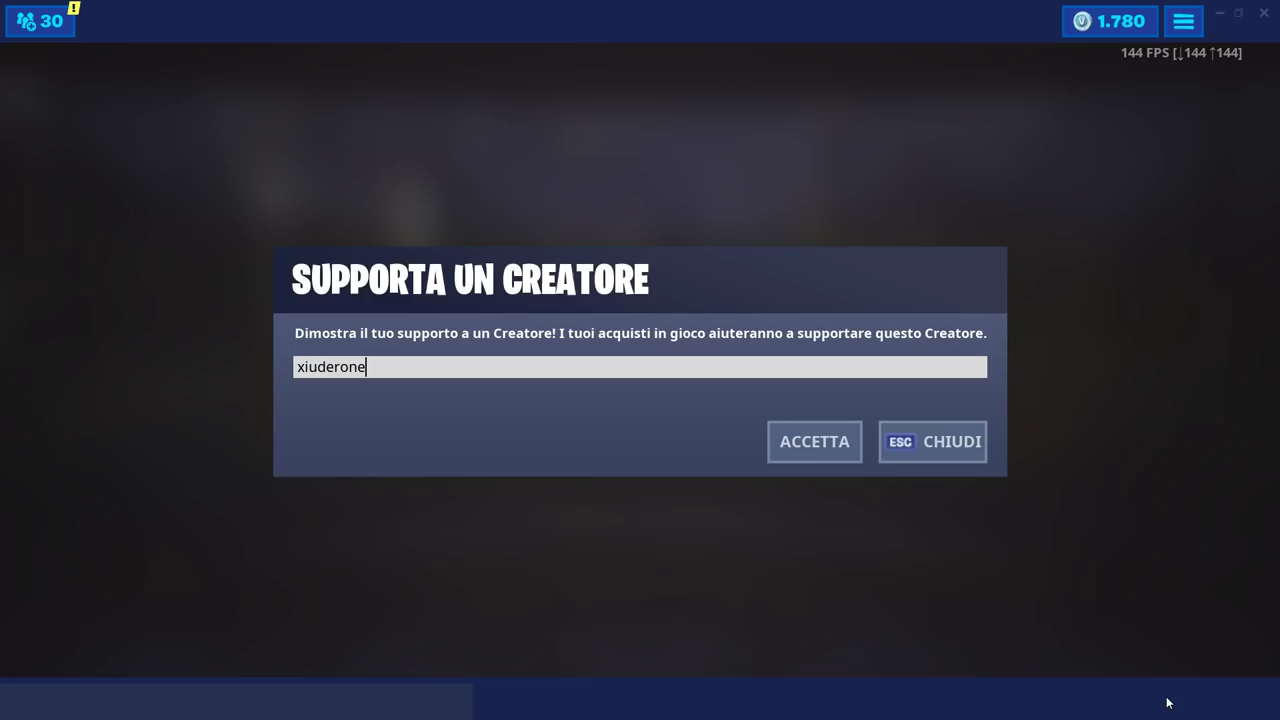 30 !
1.780
144 FPS [↓144 ↑144]
SUPPORTA UN CREATORE
Dimostra il tuo supporto a un Creatore! I tuoi acquisti in gioco aiuteranno a supportare questo Creatore.
xiuderone
ACCETTA
ESC CHIUDI